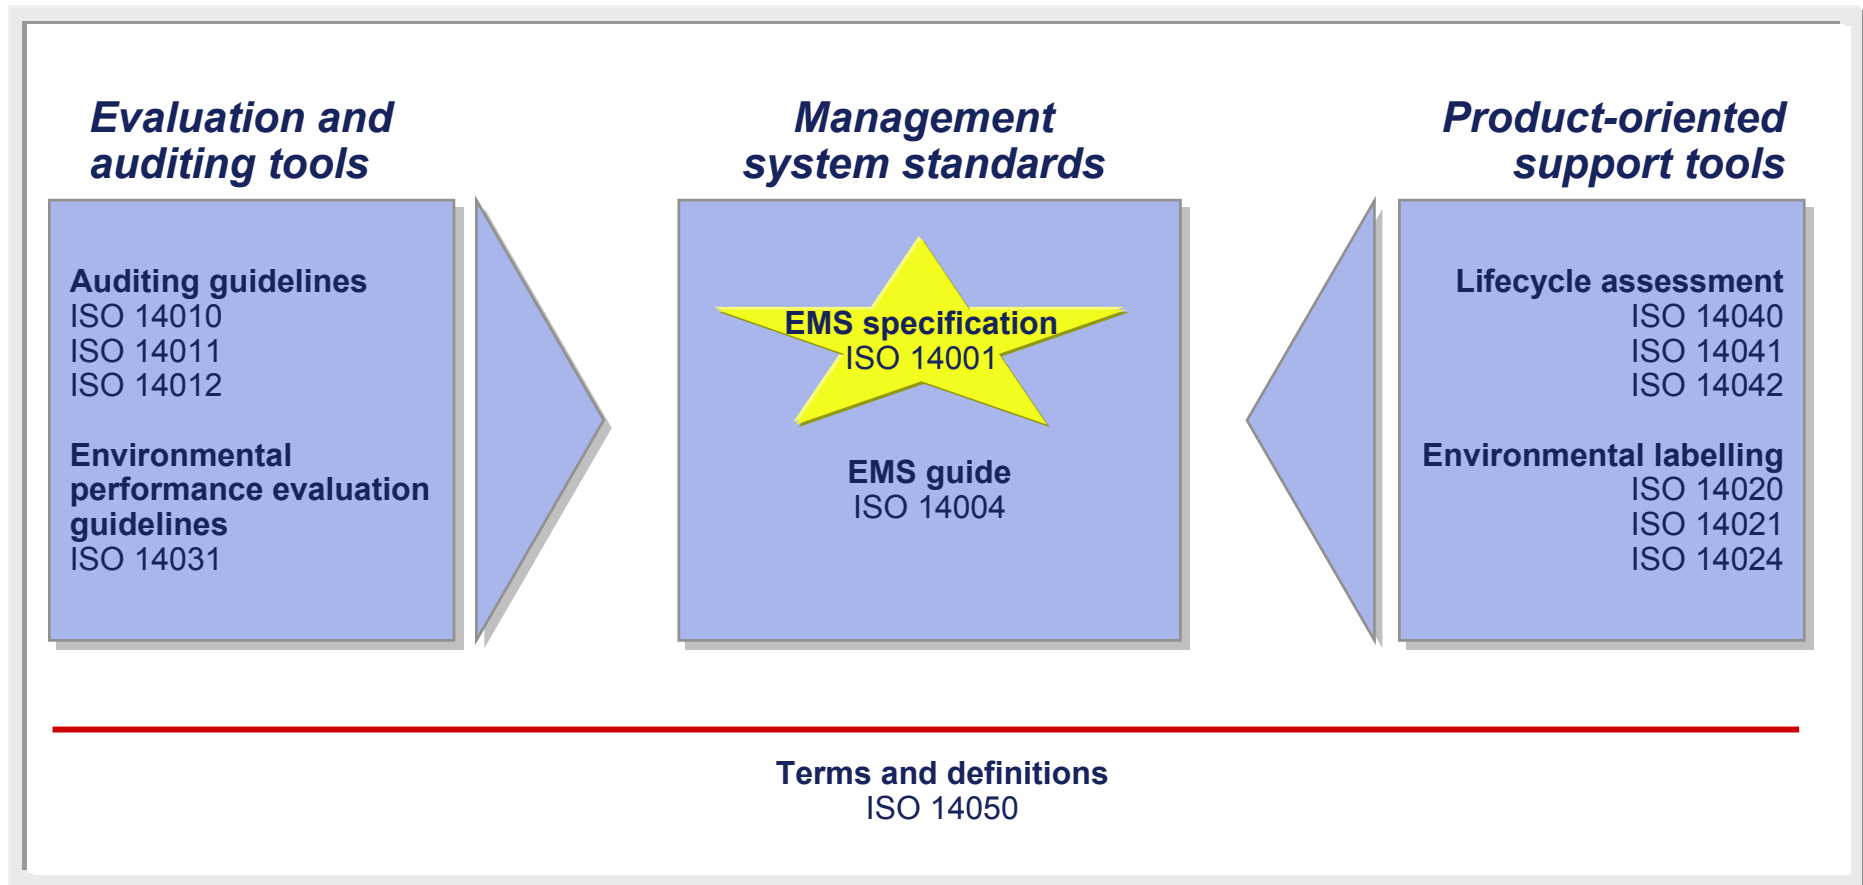 Evaluation and
auditing tools
Auditing guidelines
ISO 14010
ISO 14011
ISO 14012
Environmental
performance evaluation
guidelines
ISO 14031
Management
system standards
EMS specification
ISO 14001
EMS guide
ISO 14004
Product-oriented
support tools
Lifecycle assessment
ISO 14040
ISO 14041
ISO 14042
Environmental labelling
ISO 14020
ISO 14021
ISO 14024
Terms and definitions
ISO 14050